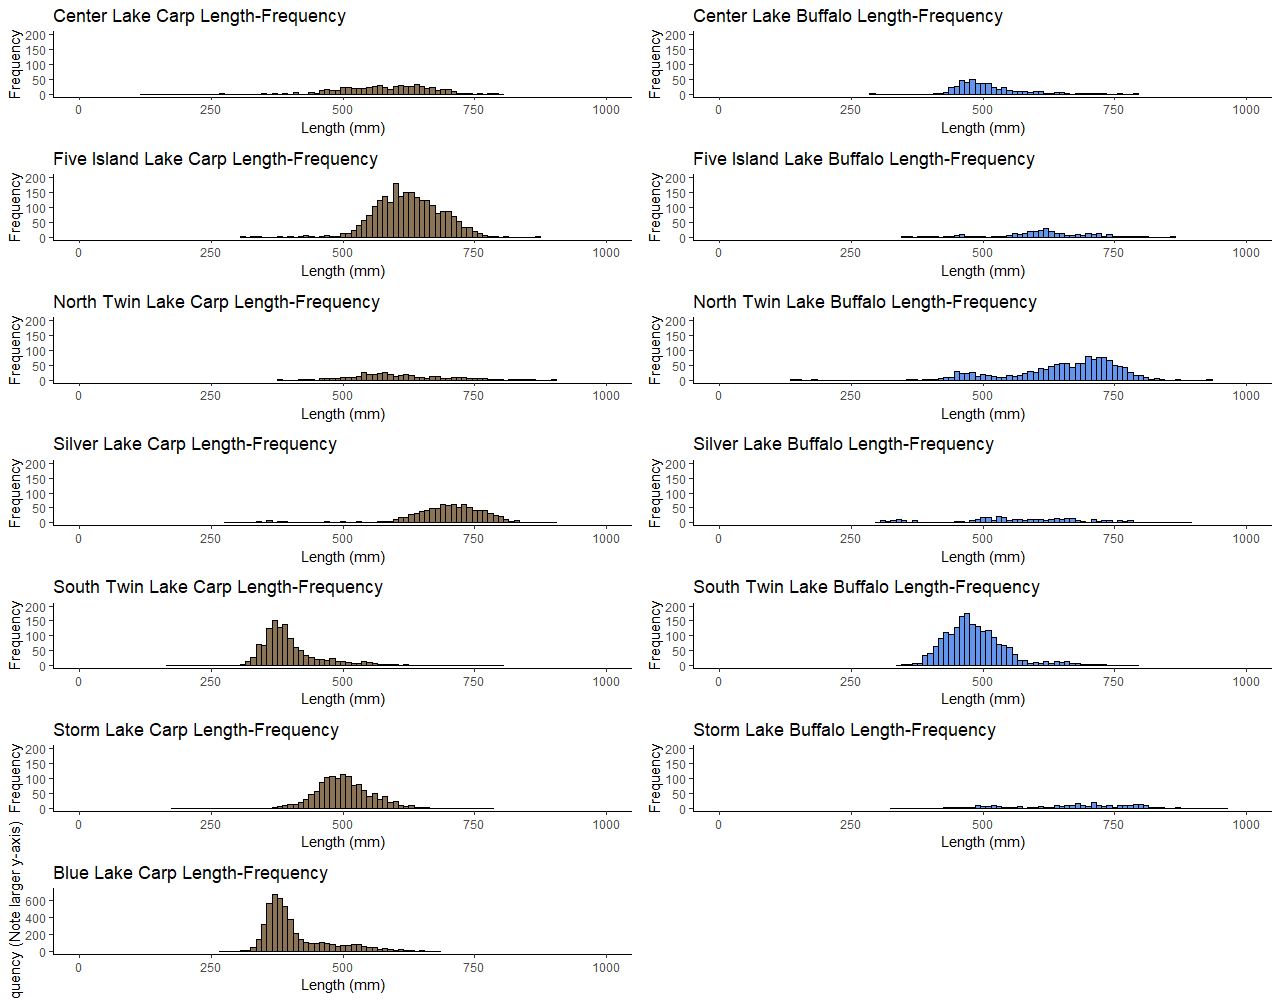 Center Lake Carp Length-Frequency
Frequency
200
150
100
50
0
0 250 500 750 1000
Length (mm)
Center Lake Buffalo Length-Frequency
Frequency
200
150
100
50
0
0 250 500 750 1000
Length (mm)
Five Island Lake Carp Length-Frequency
Frequency
200
150
100
50
0
0 250 500 750 1000
Length (mm)
Five Island Lake Buffalo Length-Frequency
Frequency
200
150
100
50
0
0 250 500 750 1000
Length (mm)
North Twin Lake Carp Length-Frequency
Frequency
200
150
100
50
0
0 250 500 750 1000
Length (mm)
North Twin Lake Buffalo Length-Frequency
Frequency
200
150
100
50
0
0 250 500 750 1000
Length (mm)
Silver Lake Carp Length-Frequency
Frequency
200
150
100
50
0
0 250 500 750 1000
Length (mm)
Silver Lake Buffalo Length-Frequency
Frequency
200
150
100
50
0
0 250 500 750 1000
Length (mm)
South Twin Lake Carp Length-Frequency
Frequency
200
150
100
50
0
0 250 500 750 1000
Length (mm)
South Twin Lake Buffalo Length-Frequency
Frequency
200
150
100
50
0
0 250 500 750 1000
Length (mm)
Storm Lake Carp Length-Frequency
Frequency
200
150
100
50
0
0 250 500 750 1000
Length (mm)
Storm Lake Buffalo Length-Frequency
Frequency
200
150
100
50
0
0 250 500 750 1000
Length (mm)
Blue Lake Carp Length-Frequency
quency (Note larger y-axis)
600
400
200
0
0 250 500 750 1000
Length (mm)